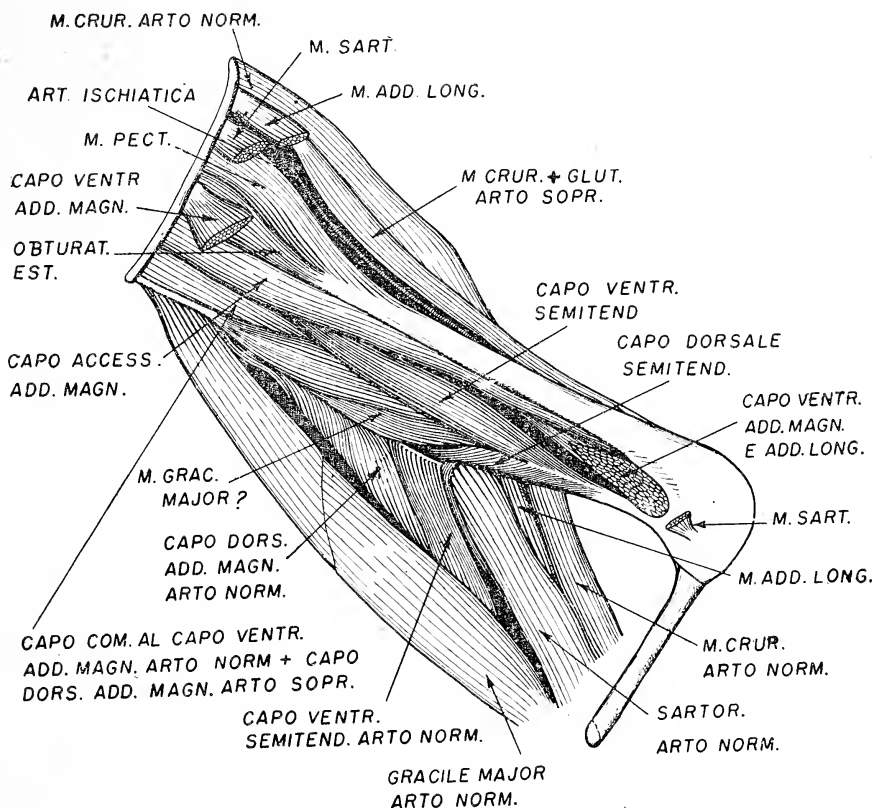 M. CRUR. ARTO NORM.
M. SART.
ART. ISCHIATICA
M. ADD. LONG.
M. PECT.
CAPO VENTR
ADD. MAGN.
M CRUR. + GLUT.
ARTO SOPR.
OBTURAT.
EST.
CAPO VENTR.
SEMITEND
CAPO DORSALE
SEMITEND.
CAPO ACCESS.
ADD. MAGN.
CAPO VENTR.
ADD. MAGN.
E ADD. LONG.
M. GRAC.
MAJOR ?
M. SART.
CAPO DORS.
ADD. MAGN.
ARTO NORM.
M. ADD. LONG.
CAPO COM. AL CAPO VENTR.
ADD. MAGN. ARTO NORM + CAPO
DORS. ADD. MAGN. ARTO SOPR.
M. CRUR.
ARTO NORM.
CAPO VENTR.
SEMITEND. ARTO NORM.
SARTOR.
ARTO NORM.
GRACILE MAJOR
ARTO NORM.